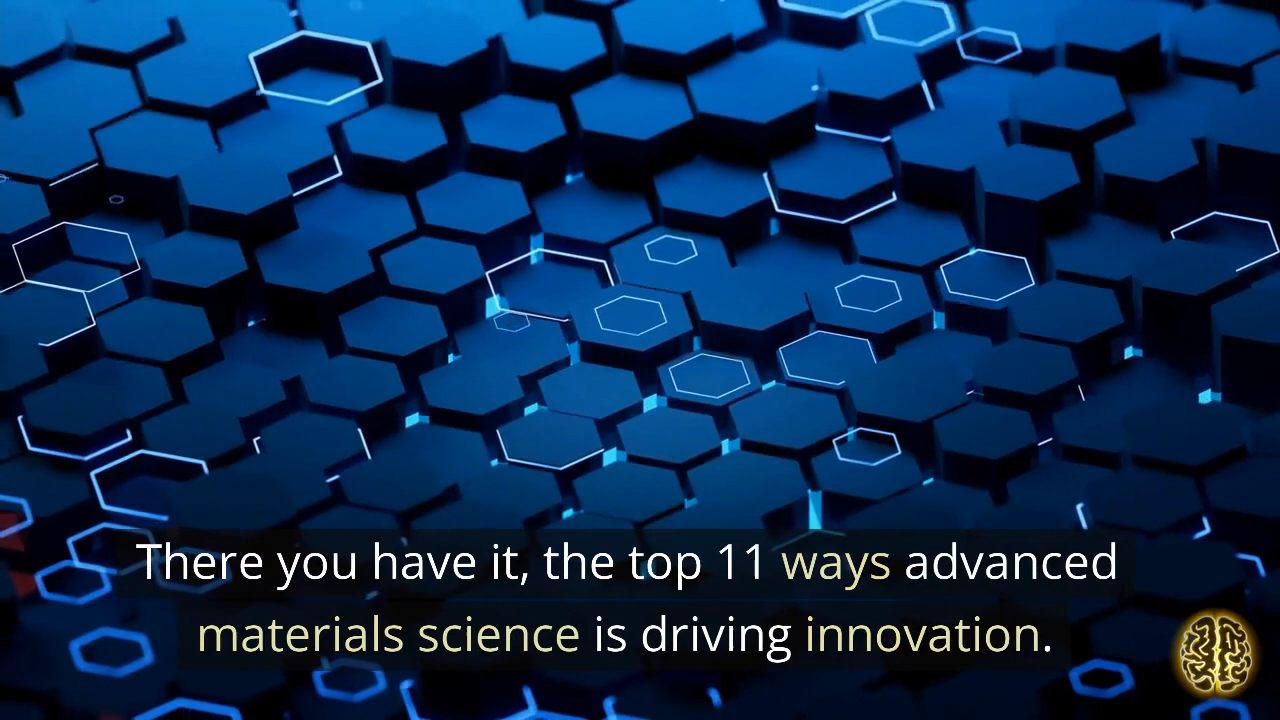 There you have it, the top 11 ways advanced
materials science is driving innovation.